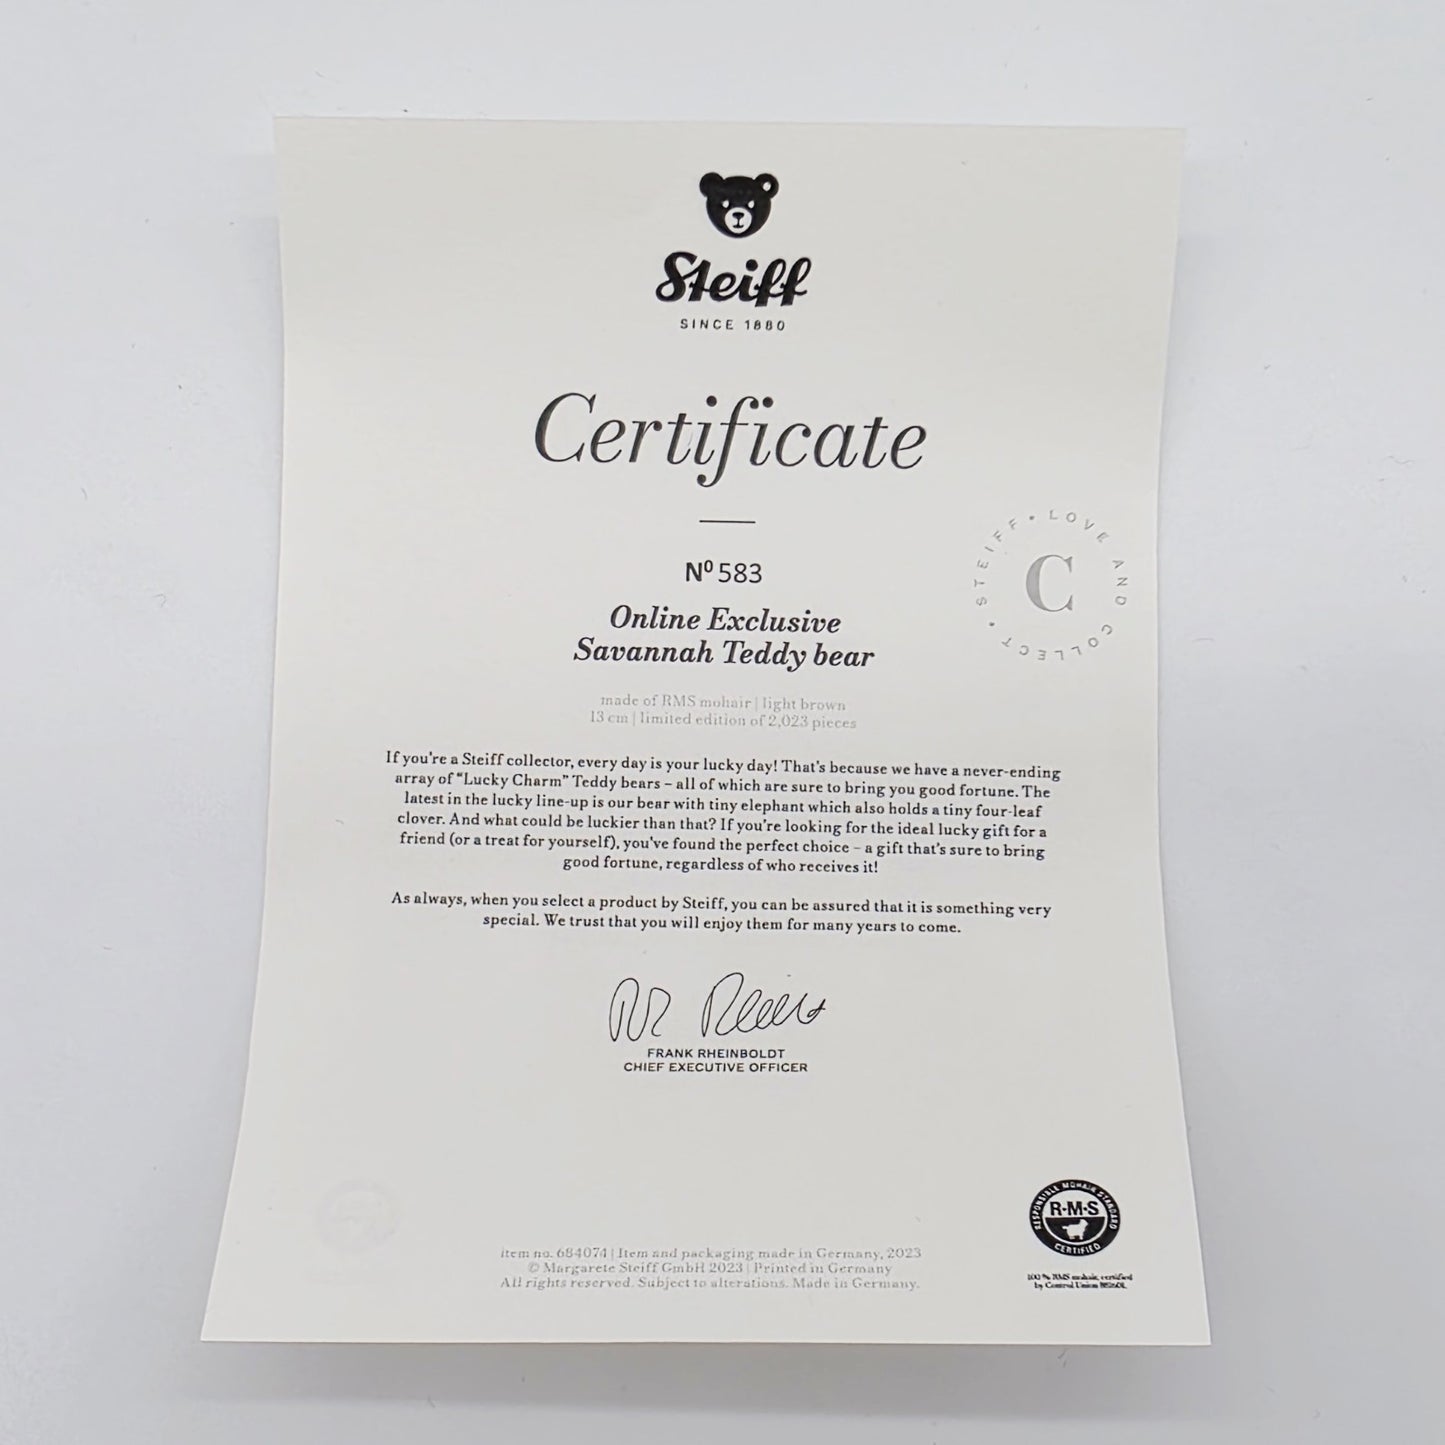 Steiff
SINCE 1880
Certificate
Nº 583
STEIFF • LOVE AND COLLECT •
C
Online Exclusive
Savannah Teddy bear
made of RMS mohair | light brown
13 cm | limited edition of 2,023 pieces
If you're a Steiff collector, every day is your lucky day! That's because we have a never-ending
array of “Lucky Charm” Teddy bears – all of which are sure to bring you good fortune. The
latest in the lucky line-up is our bear with tiny elephant which also holds a tiny four-leaf
clover. And what could be luckier than that? If you're looking for the ideal lucky gift for a
friend (or a treat for yourself), you've found the perfect choice – a gift that's sure to bring
good fortune, regardless of who receives it!
As always, when you select a product by Steiff, you can be assured that it is something very
special. We trust that you will enjoy them for many years to come.
FRANK RHEINBOLDT
CHIEF EXECUTIVE OFFICER
RESPONSIBLE MOHAIR STANDARD
R·M·S
CERTIFIED
100 % RMS mohair, certified
by Control Union
item no. 684074 | Item and packaging made in Germany, 2023
© Margarete Steiff GmbH 2023 | Printed in Germany
All rights reserved. Subject to alterations. Made in Germany.